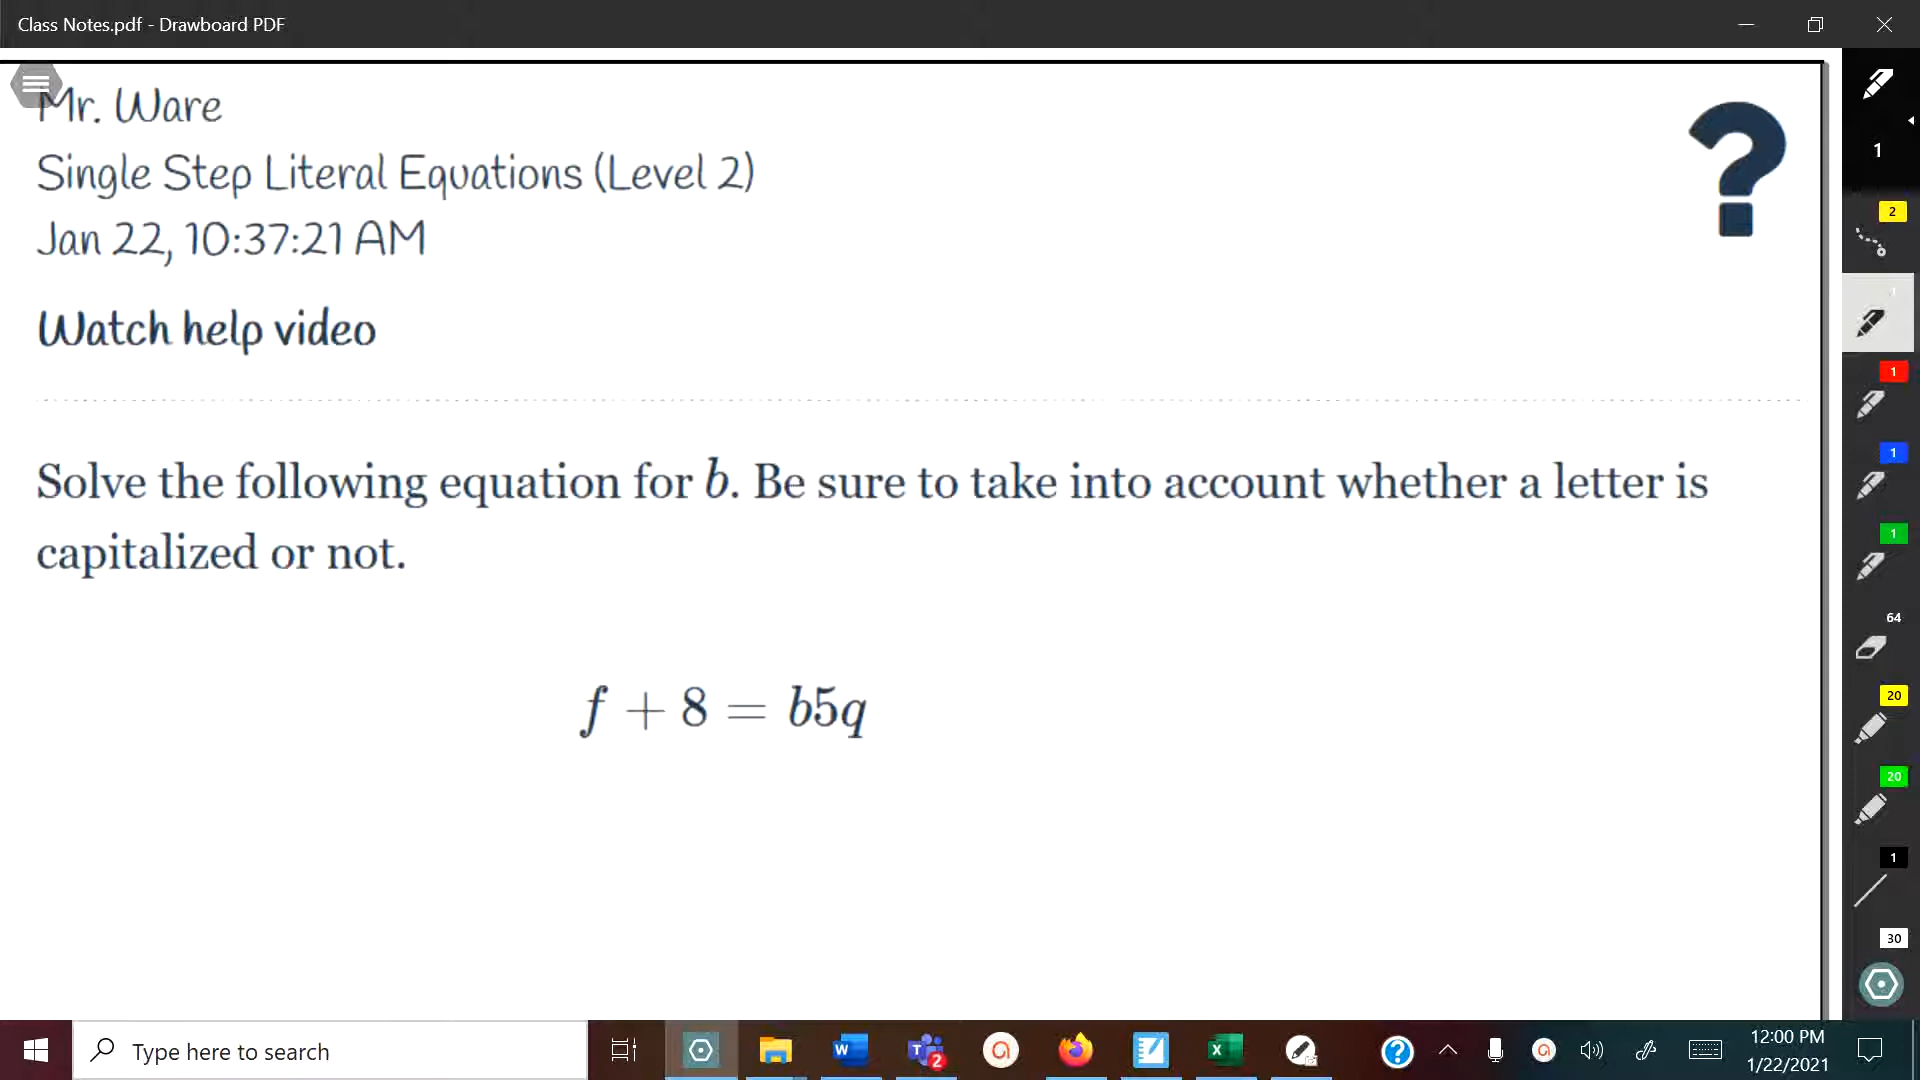 Class Notes.pdf - Drawboard PDF
Mr. Ware
Single Step Literal Equations (Level 2)
Jan 22, 10:37:21 AM
Watch help video
?
Solve the following equation for b. Be sure to take into account whether a letter is
capitalized or not.
f + 8 = b5q
1
2
1
1
1
1
64
20
20
1
30
Type here to search
W
T
2
a
X
?
a
12:00 PM
1/22/2021